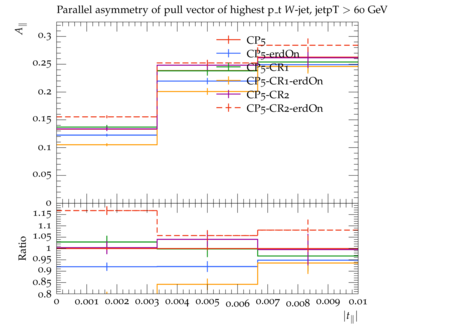 Parallel asymmetry of pull vector of highest p_t W-jet, jetpT > 60 GeV
A∥
0.3
0.25
0.2
0.15
0.1
0.05
0
CP5
CP5-erdOn
CP5-CR1
CP5-CR1-erdOn
CP5-CR2
CP5-CR2-erdOn
Ratio
1.15
1.1
1.05
1
0.95
0.9
0.85
0.8
0 0.001 0.002 0.003 0.004 0.005 0.006 0.007 0.008 0.009 0.01
|t∥|